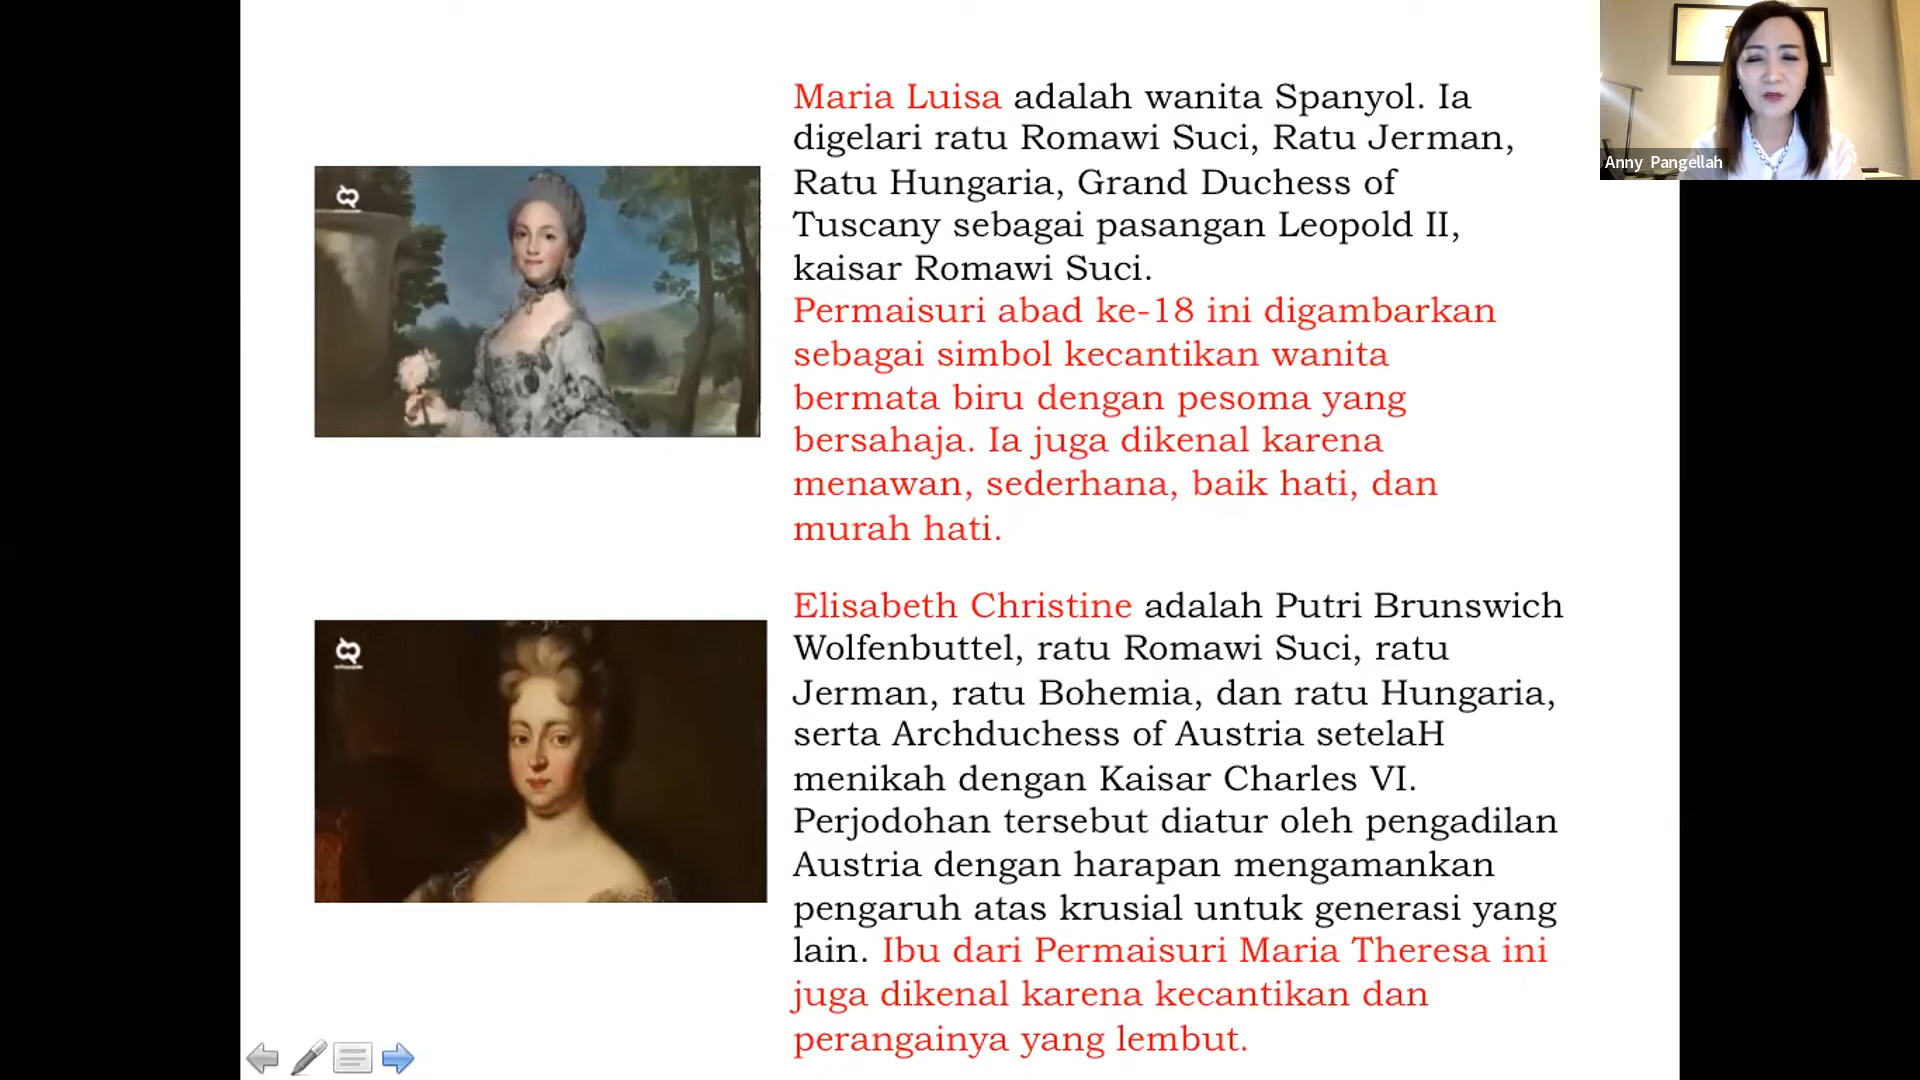 Maria Luisa adalah wanita Spanyol. Ia
digelari ratu Romawi Suci, Ratu Jerman,
Ratu Hungaria, Grand Duchess of
Tuscany sebagai pasangan Leopold II,
kaisar Romawi Suci.
Permaisuri abad ke-18 ini digambarkan
sebagai simbol kecantikan wanita
bermata biru dengan pesoma yang
bersahaja. Ia juga dikenal karena
menawan, sederhana, baik hati, dan
murah hati.
Elisabeth Christine adalah Putri Brunswich
Wolfenbuttel, ratu Romawi Suci, ratu
Jerman, ratu Bohemia, dan ratu Hungaria,
serta Archduchess of Austria setelaH
menikah dengan Kaisar Charles VI.
Perjodohan tersebut diatur oleh pengadilan
Austria dengan harapan mengamankan
pengaruh atas krusial untuk generasi yang
lain. Ibu dari Permaisuri Maria Theresa ini
juga dikenal karena kecantikan dan
perangainya yang lembut.
Anny Pangellah